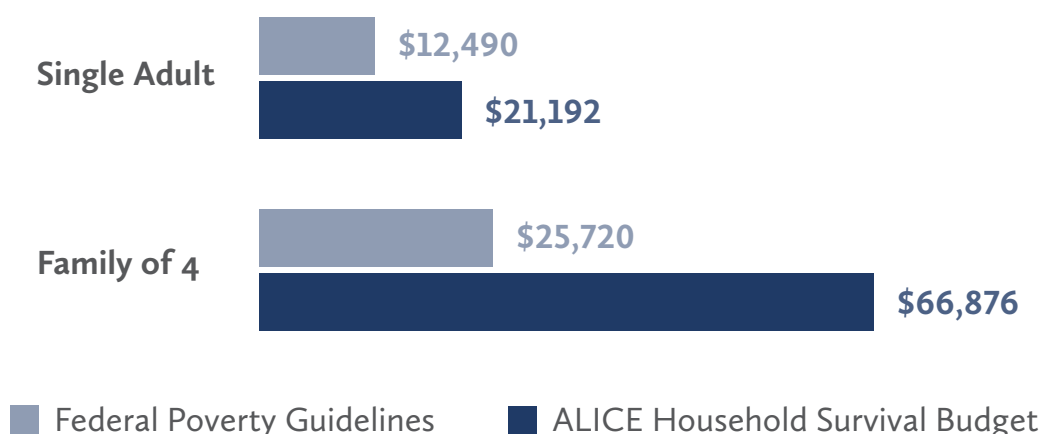 $12,490
Single Adult
$21,192
$25,720
Family of 4
$66,876
Federal Poverty Guidelines
ALICE Household Survival Budget